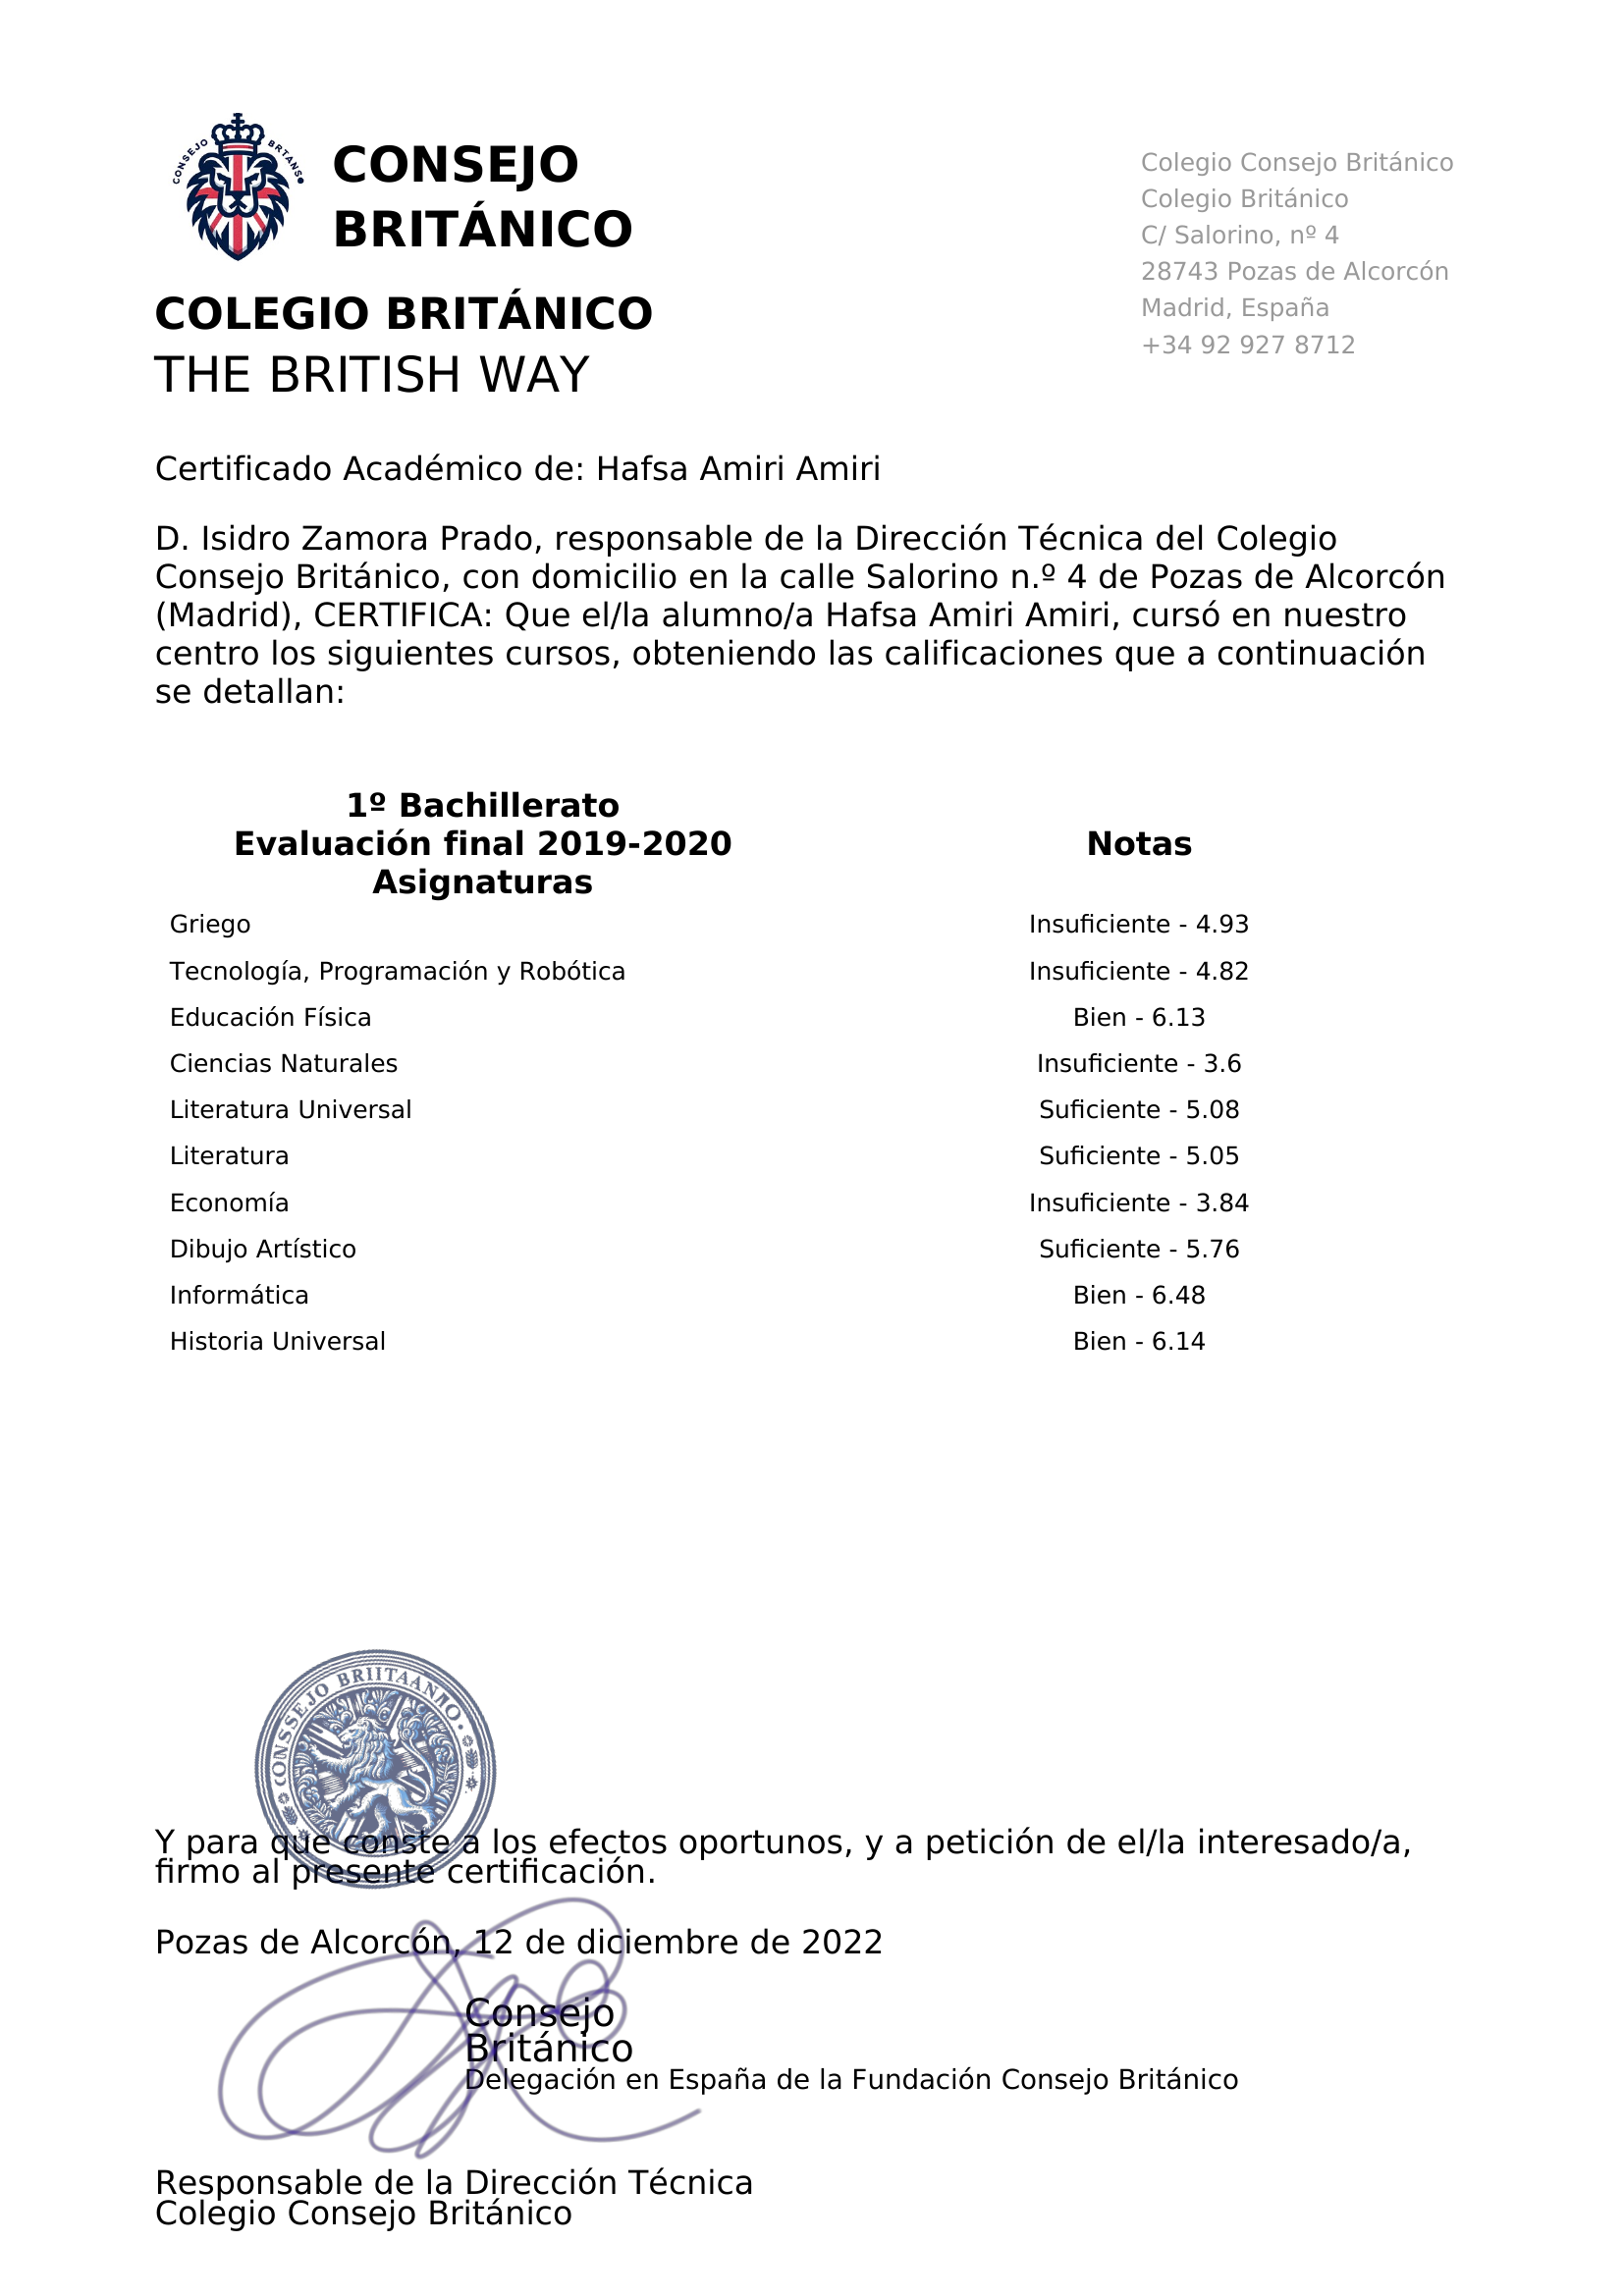 CONSEJO BRTANS
CONSEJO
BRITÁNICO
COLEGIO BRITÁNICO
THE BRITISH WAY
Colegio Consejo Británico
Colegio Británico
C/ Salorino, nº 4
28743 Pozas de Alcorcón
Madrid, España
+34 92 927 8712
Certificado Académico de: Hafsa Amiri Amiri
D. Isidro Zamora Prado, responsable de la Dirección Técnica del Colegio
Consejo Británico, con domicilio en la calle Salorino n.º 4 de Pozas de Alcorcón
(Madrid), CERTIFICA: Que el/la alumno/a Hafsa Amiri Amiri, cursó en nuestro
centro los siguientes cursos, obteniendo las calificaciones que a continuación
se detallan:
1º Bachillerato
Evaluación final 2019-2020 Notas
Asignaturas
Griego Insuficiente - 4.93
Tecnología, Programación y Robótica Insuficiente - 4.82
Educación Física Bien - 6.13
Ciencias Naturales Insuficiente - 3.6
Literatura Universal Suficiente - 5.08
Literatura Suficiente - 5.05
Economía Insuficiente - 3.84
Dibujo Artístico Suficiente - 5.76
Informática Bien - 6.48
Historia Universal Bien - 6.14
CONSSEJO
Y para que conste a los efectos oportunos, y a petición de el/la interesado/a,
firmo al presente certificación.
Pozas de Alcorcón, 12 de diciembre de 2022
Consejo
Británico
Delegación en España de la Fundación Consejo Británico
Responsable de la Dirección Técnica
Colegio Consejo Británico